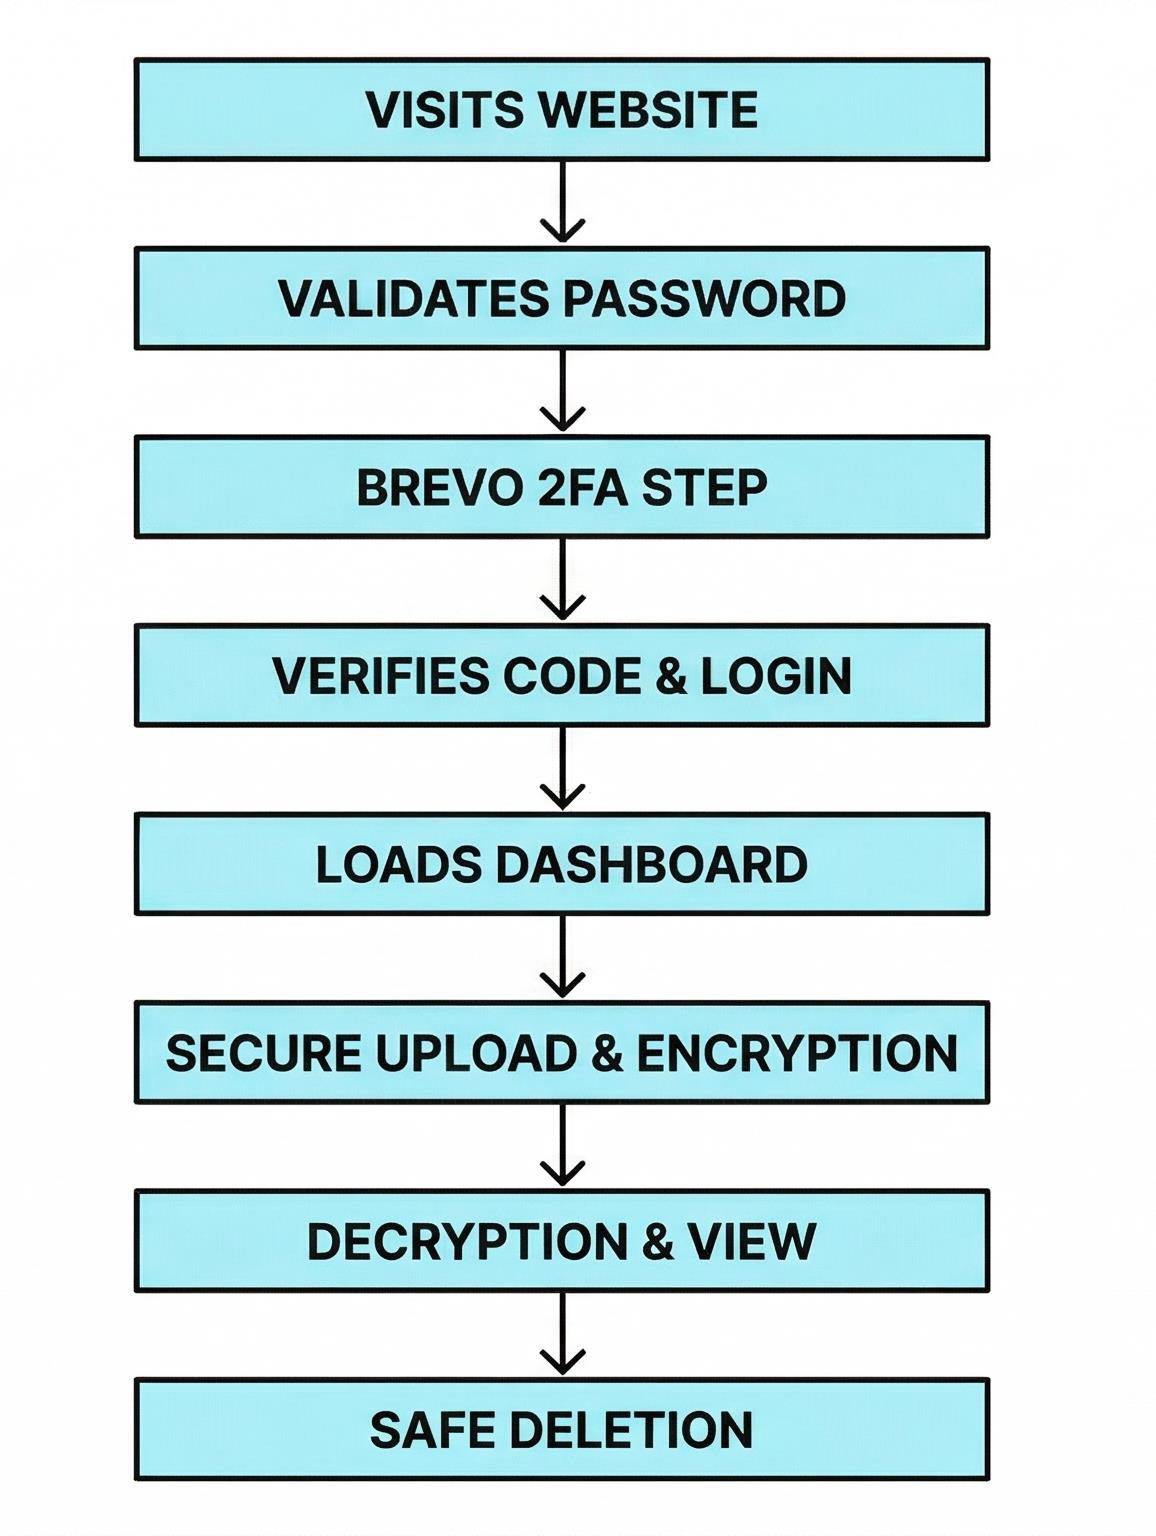 VISITS WEBSITE
VALIDATES PASSWORD
BREVO 2FA STEP
VERIFIES CODE & LOGIN
LOADS DASHBOARD
SECURE UPLOAD & ENCRYPTION
DECRYPTION & VIEW
SAFE DELETION